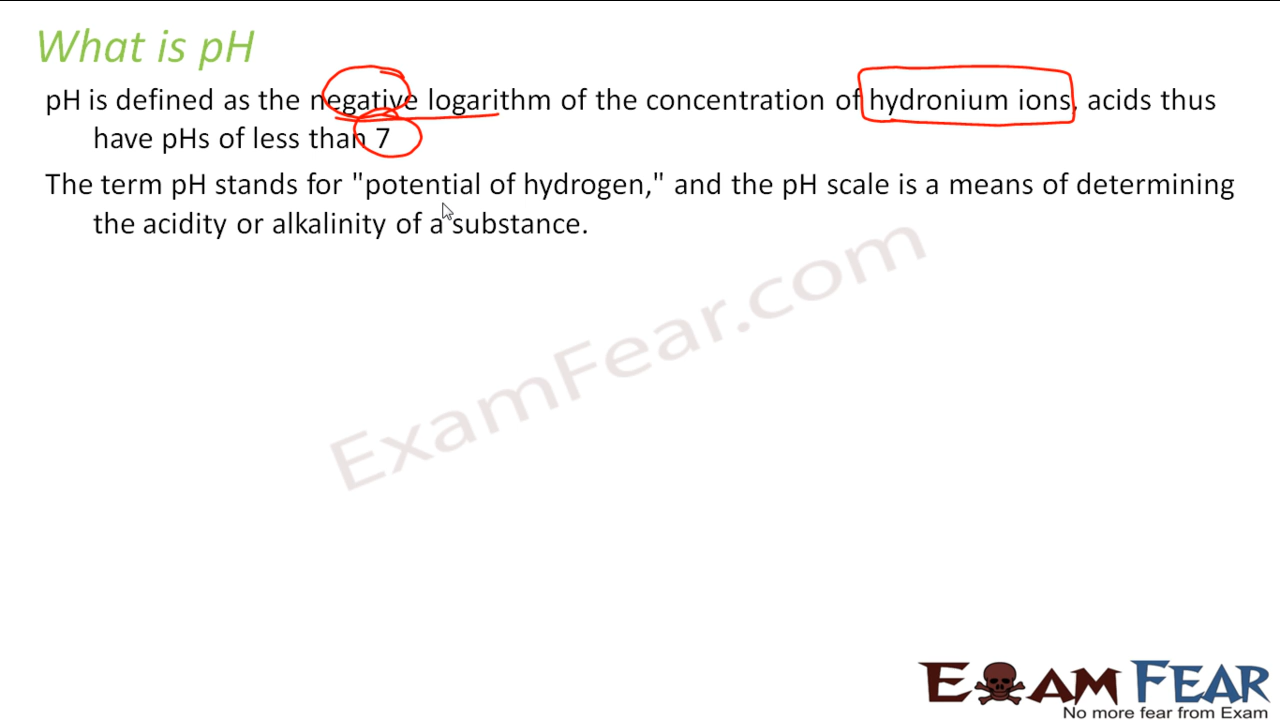 What is pH
pH is defined as the negative logarithm of the concentration of hydronium ions, acids thus
have pHs of less than 7
The term pH stands for "potential of hydrogen," and the pH scale is a means of determining
the acidity or alkalinity of a substance.
ExamFear.com
EXAM FEAR
No more fear from Exam